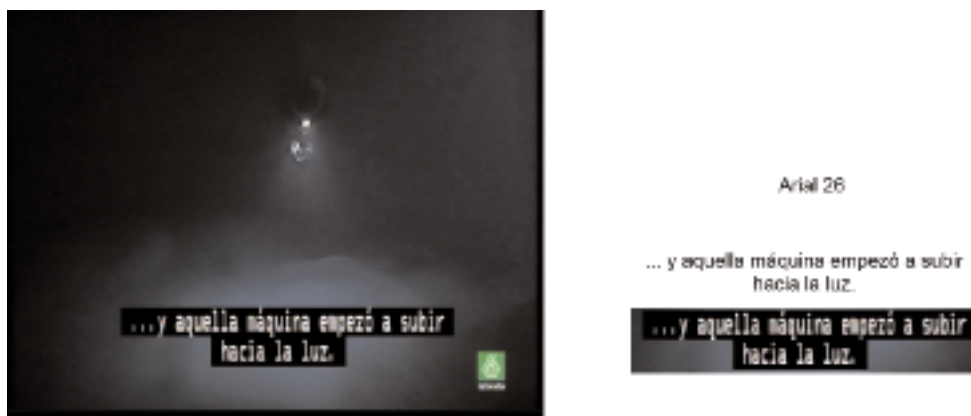 ...y aquella máquina empezó a subir
hacia la luz.
Arial 26
... y aquella máquina empezó a subir
hacia la luz.
...y aquella máquina empezó a subir
hacia la luz.